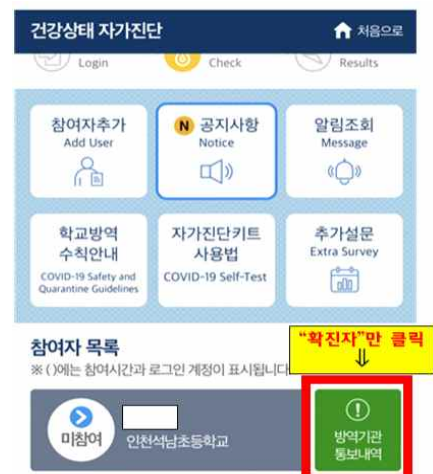 건강상태 자가진단
처음으로
Login
Check
Results
참여자추가
Add User
N 공지사항
Notice
알림조회
Message
학교방역
수칙안내
COVID-19 Safety and
Quarantine Guidelines
자가진단키트
사용법
COVID-19 Self-Test
추가설문
Extra Survey
참여자 목록
※ ( )에는 참여시간과 로그인 계정이 표시됩니다
"확진자"만 클릭
⇓
미참여
인천석남초등학교
방역기관
통보내역